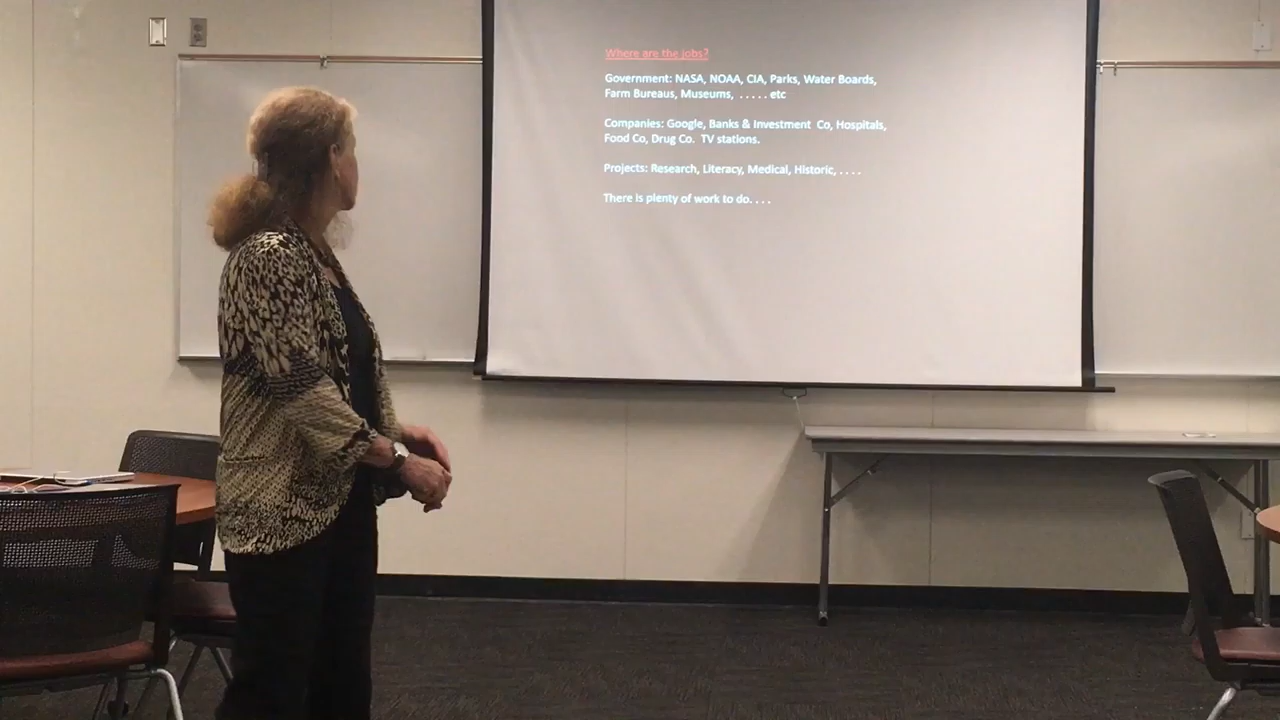 Where are the jobs?
Government: NASA, NOAA, CIA, Parks, Water Boards,
Farm Bureaus, Museums, . . . . . etc
Companies: Google, Banks & Investment Co, Hospitals,
Food Co, Drug Co. TV stations.
Projects: Research, Literacy, Medical, Historic, . . . .
There is plenty of work to do. . . .